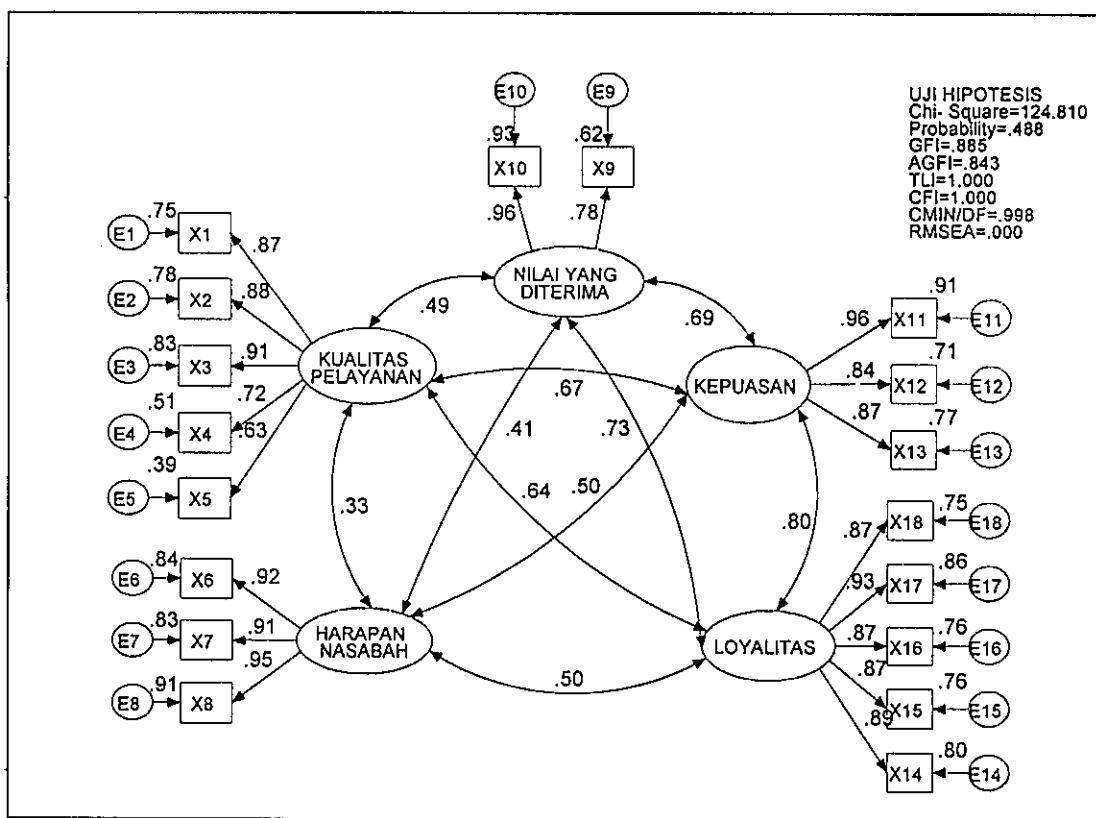 E10
E9
UJI HIPOTESIS
Chi- Square=124.810
Probability=.488
GFI=.885
AGFI=.843
TLI=1.000
CFI=1.000
CMIN/DF=.998
RMSEA=.000
.93
.62
X10
X9
.96
.78
NILAI YANG
DITERIMA
E1
.75
X1
.87
E2
.78
X2
.88
E3
.83
X3
.91
E4
.51
X4
.72
E5
.39
X5
.63
KUALITAS
PELAYANAN
.49
.69
KEPUASAN
.96
.91
X11
E11
.84
.71
X12
E12
.87
.77
X13
E13
.67
.41
.73
.33
.64
.50
.80
E6
.84
X6
.92
E7
.83
X7
.91
E8
.91
X8
.95
HARAPAN
NASABAH
.50
LOYALITAS
.87
X18
.75
E18
.93
X17
.86
E17
.87
X16
.76
E16
.87
X15
.76
E15
.89
X14
.80
E14